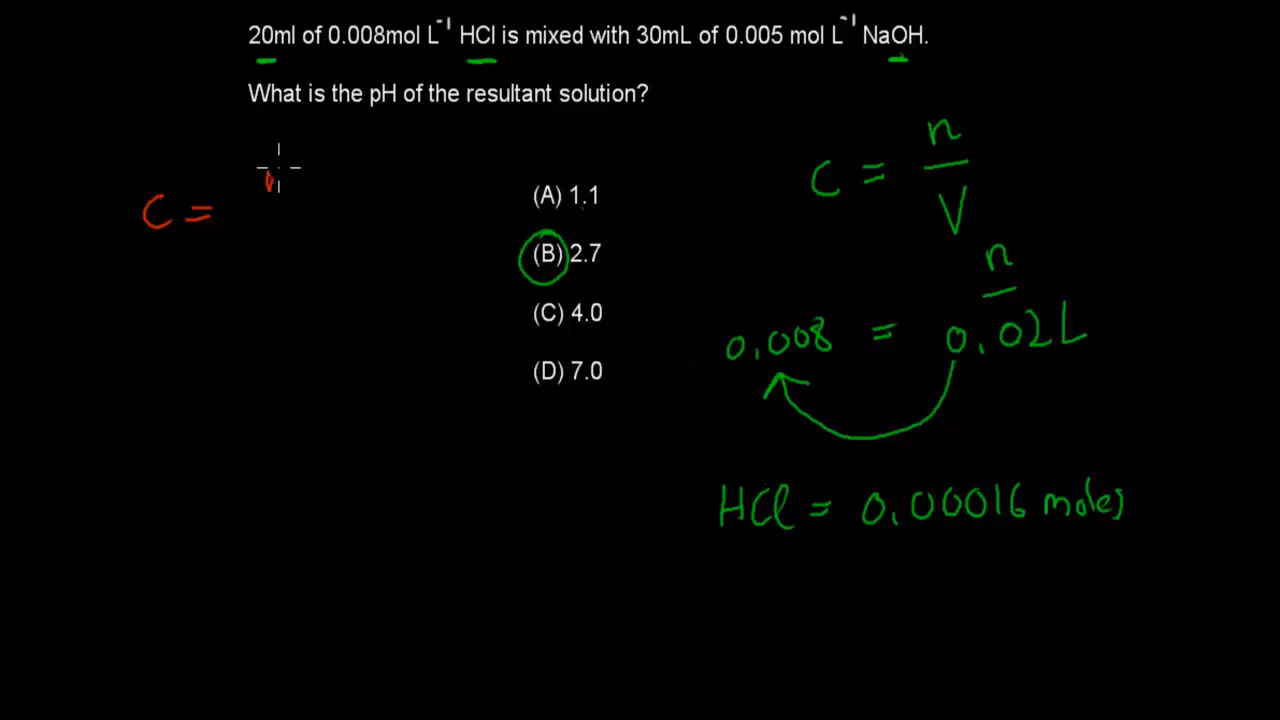 20ml of 0.008mol L⁻¹ HCl is mixed with 30mL of 0.005 mol L⁻¹ NaOH.
What is the pH of the resultant solution?
C =
(A) 1.1
(B) 2.7
(C) 4.0
(D) 7.0
C = n
V
n
0.008 = 0.02L
HCl = 0.00016 moles